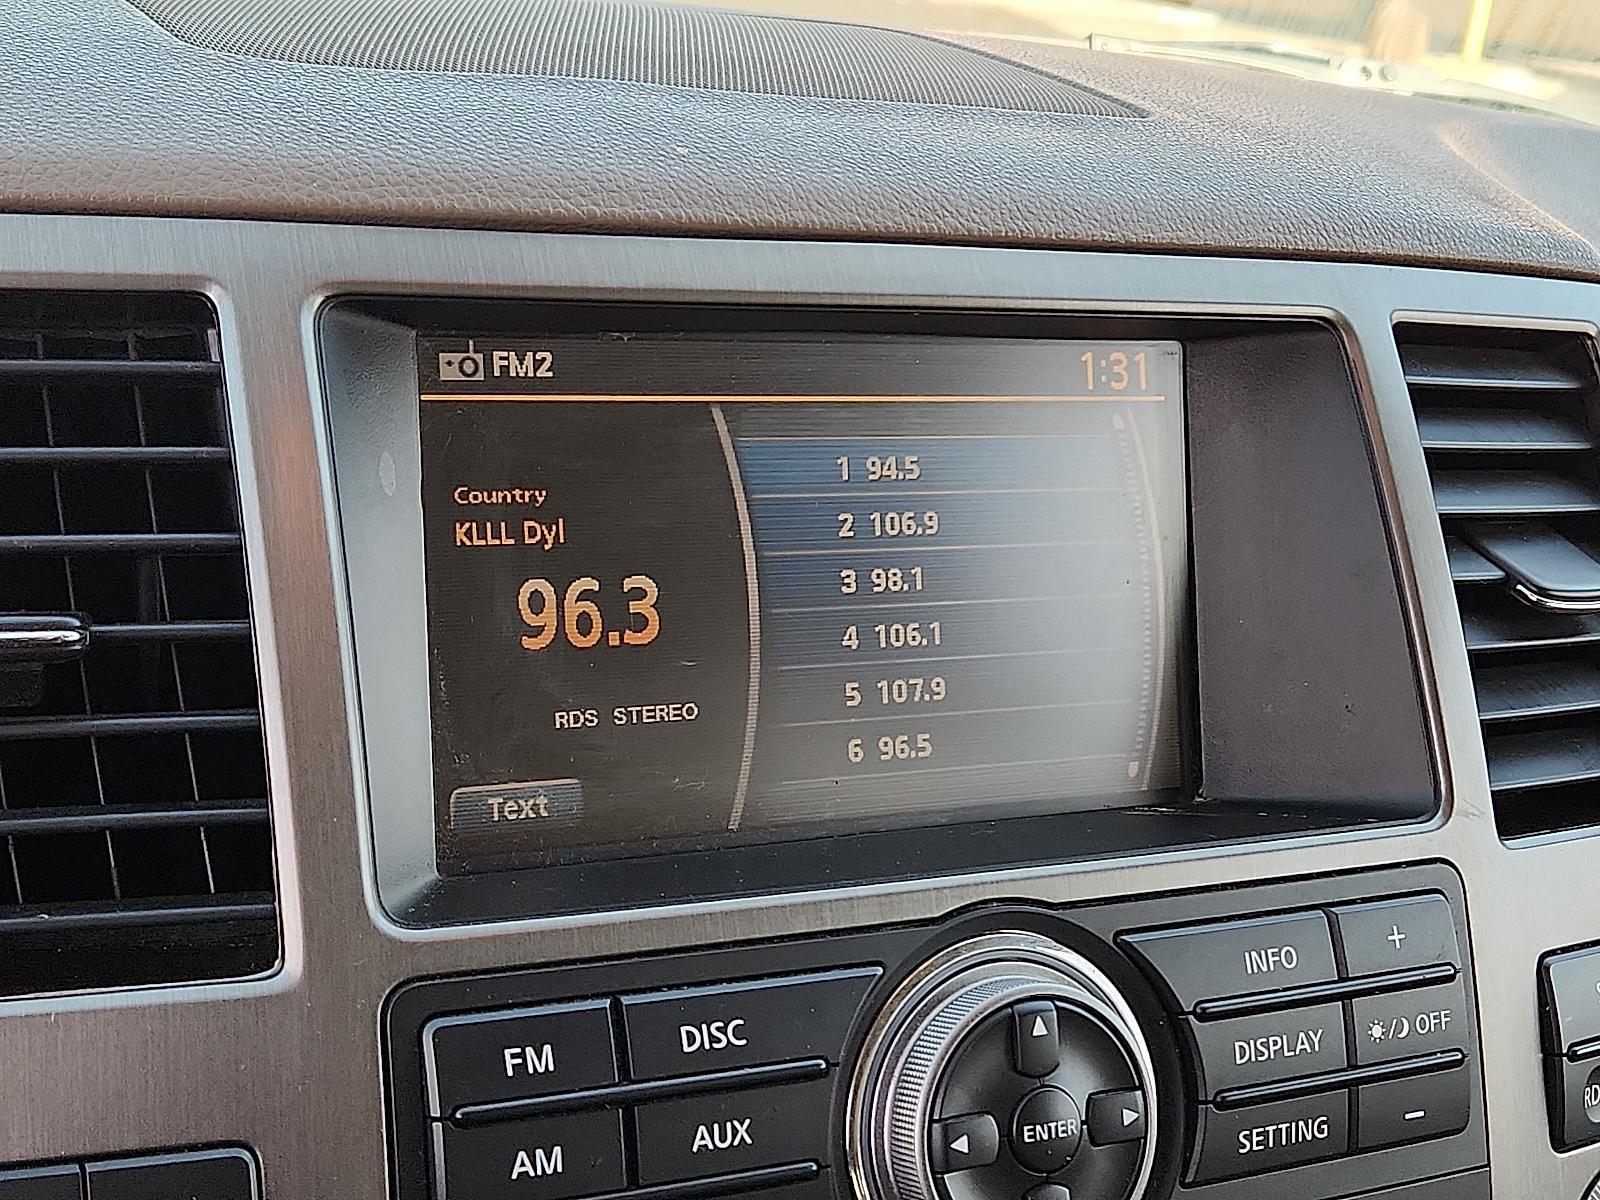 FM2 1:31
Country
KLLL Dyl
96.3
RDS STEREO
Text
1 94.5
2 106.9
3 98.1
4 106.1
5 107.9
6 96.5
FM DISC
AM AUX
ENTER
INFO +
DISPLAY OFF
SETTING −